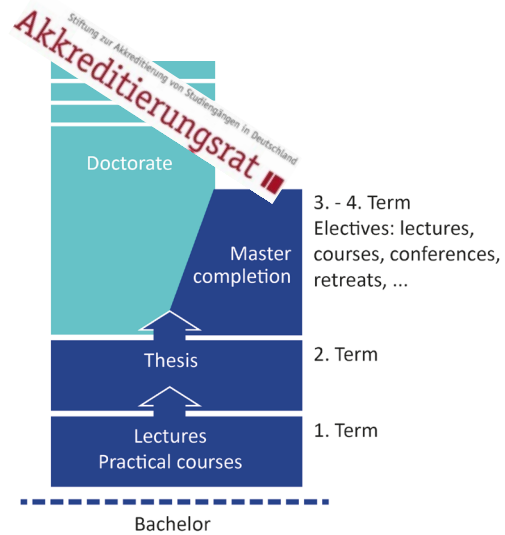 Stiftung zur Akkreditierung von Studiengängen in Deutschland
Akkreditierungsrat
Doctorate
Master
completion
3. - 4. Term
Electives: lectures,
courses, conferences,
retreats, ...
Thesis
2. Term
Lectures
Practical courses
1. Term
Bachelor